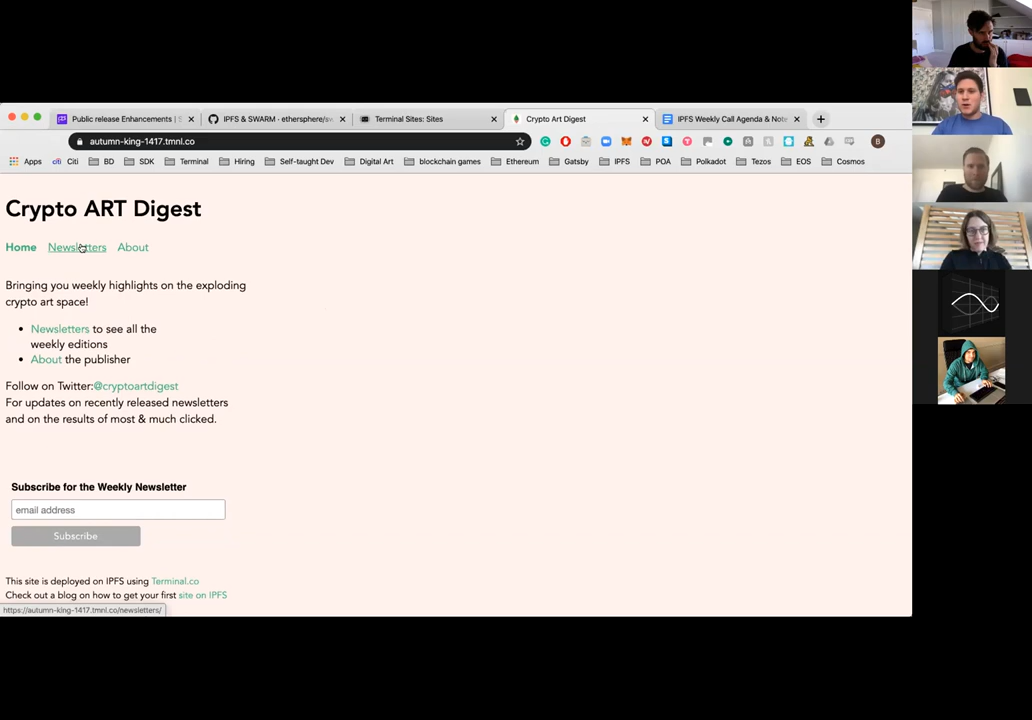 Public release Enhancements | S
IPFS & SWARM · ethersphere/sw
Terminal Sites: Sites
Crypto Art Digest
IPFS Weekly Call Agenda & Note
autumn-king-1417.tmnl.co
B
Apps
citi Citi
BD
SDK
Terminal
Hiring
Self-taught Dev
Digital Art
blockchain games
Ethereum
Gatsby
IPFS
POA
Polkadot
Tezos
EOS
Cosmos
Crypto ART Digest
Home Newsletters About
Bringing you weekly highlights on the exploding
crypto art space!
Newsletters to see all the
weekly editions
About the publisher
Follow on Twitter:@cryptoartdigest
For updates on recently released newsletters
and on the results of most & much clicked.
Subscribe for the Weekly Newsletter
email address
Subscribe
This site is deployed on IPFS using Terminal.co
Check out a blog on how to get your first site on IPFS
https://autumn-king-1417.tmnl.co/newsletters/